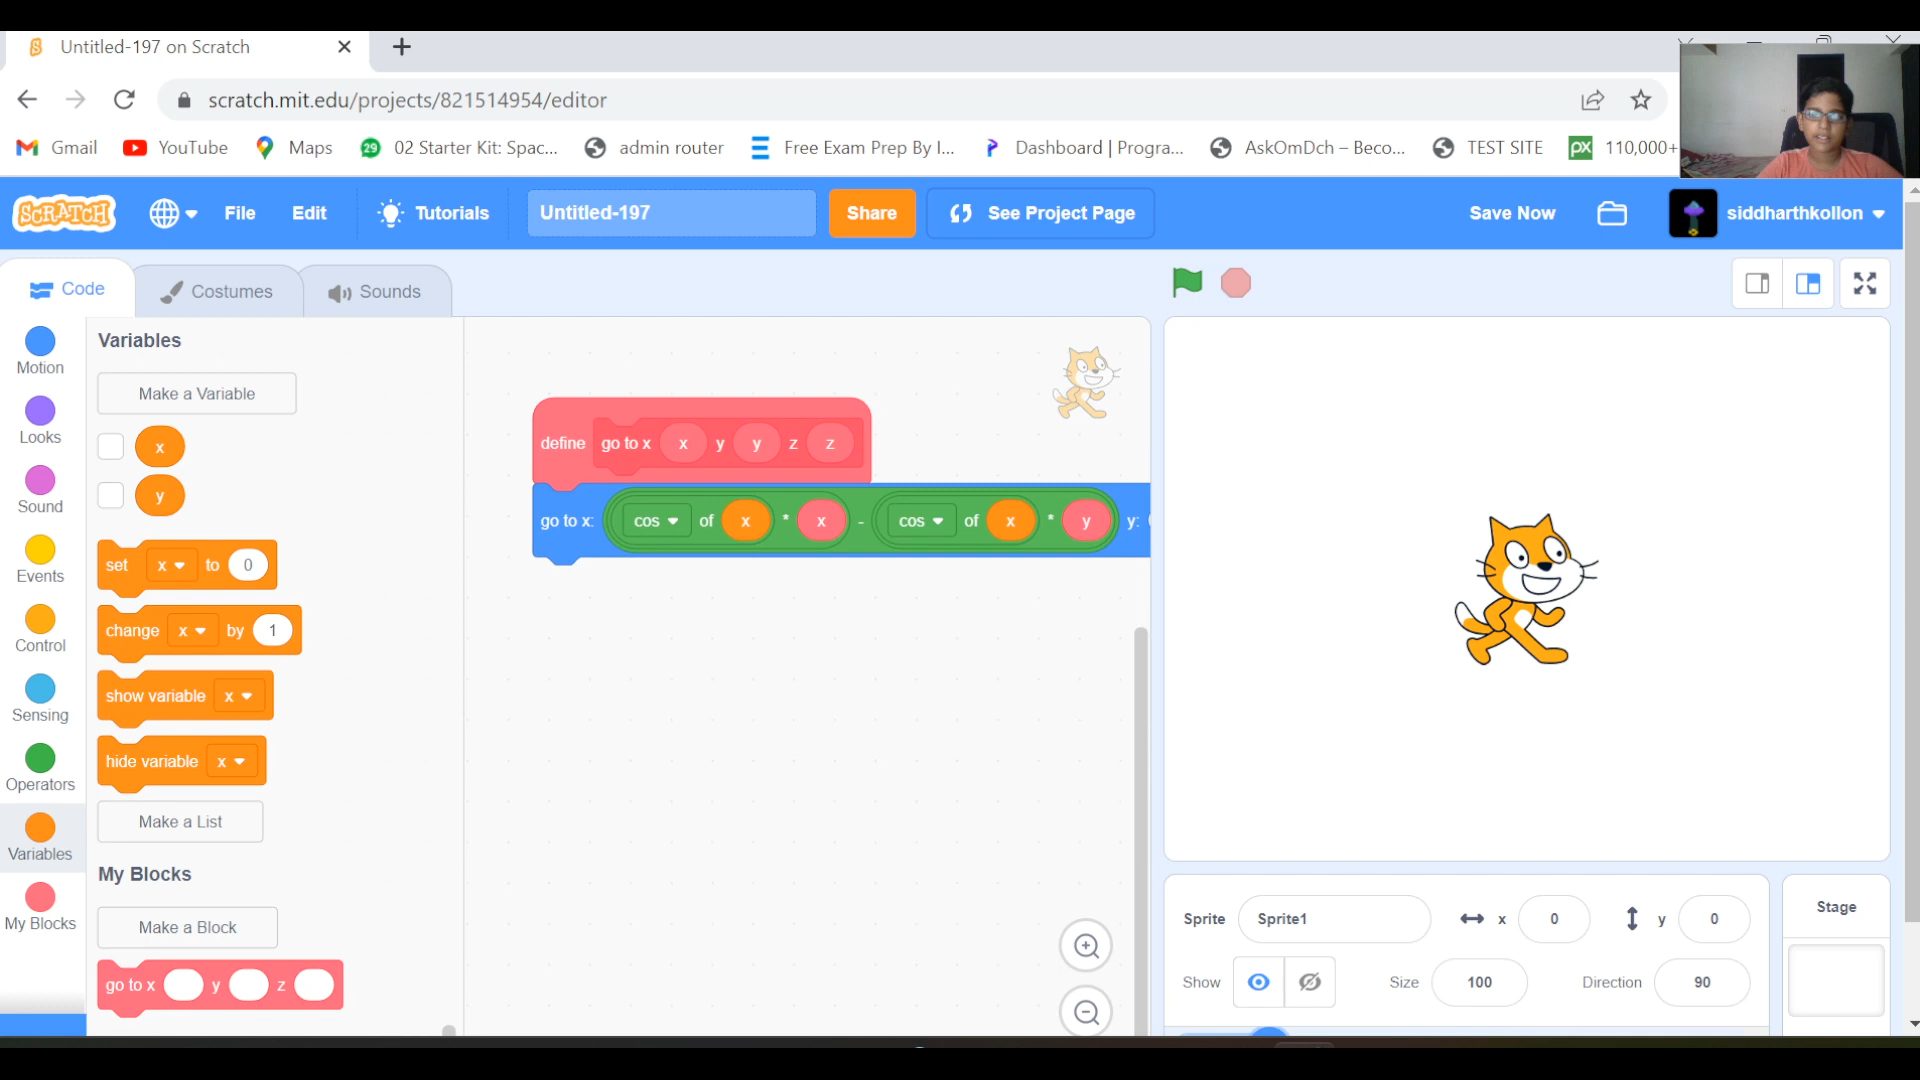 Untitled-197 on Scratch
scratch.mit.edu/projects/821514954/editor
Gmail YouTube Maps 29 02 Starter Kit: Spac... admin router Free Exam Prep By I... Dashboard | Progra... AskOmDch – Beco... TEST SITE px 110,000+
SCRATCH File Edit Tutorials Untitled-197 Share See Project Page Save Now siddharthkollon
Code Costumes Sounds
Motion
Looks
Sound
Events
Control
Sensing
Operators
Variables
My Blocks
Variables
Make a Variable
x
y
set x to 0
change x by 1
show variable x
hide variable x
Make a List
My Blocks
Make a Block
go to x y z
define go to x x y y z z
go to x: cos of x * x - cos of x * y y:
Sprite Sprite1 x 0 y 0
Show Size 100 Direction 90
Stage